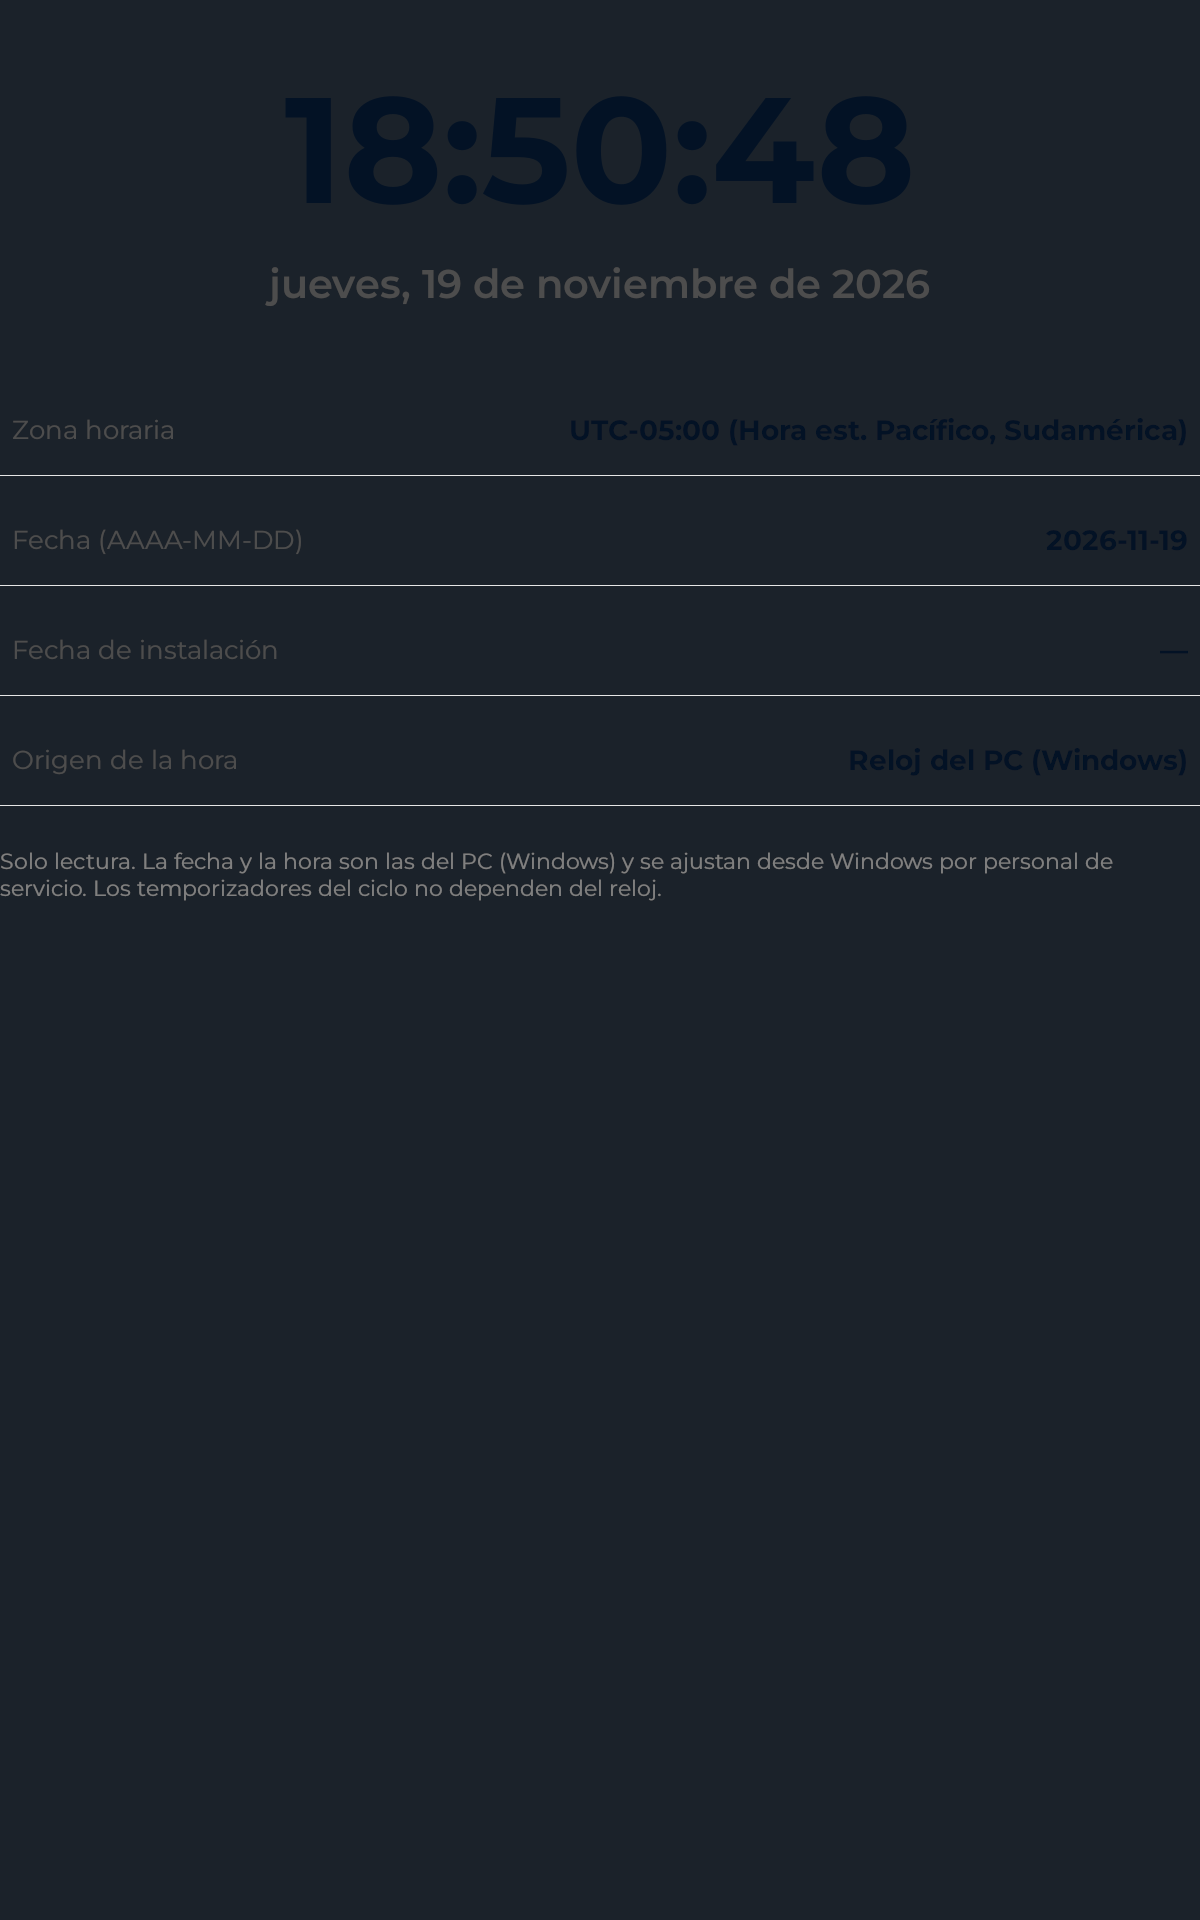 18:50:48
jueves, 19 de noviembre de 2026
Zona horaria
UTC-05:00 (Hora est. Pacífico, Sudamérica)
Fecha (AAAA-MM-DD)
2026-11-19
Fecha de instalación
—
Origen de la hora
Reloj del PC (Windows)
Solo lectura. La fecha y la hora son las del PC (Windows) y se ajustan desde Windows por personal de
servicio. Los temporizadores del ciclo no dependen del reloj.